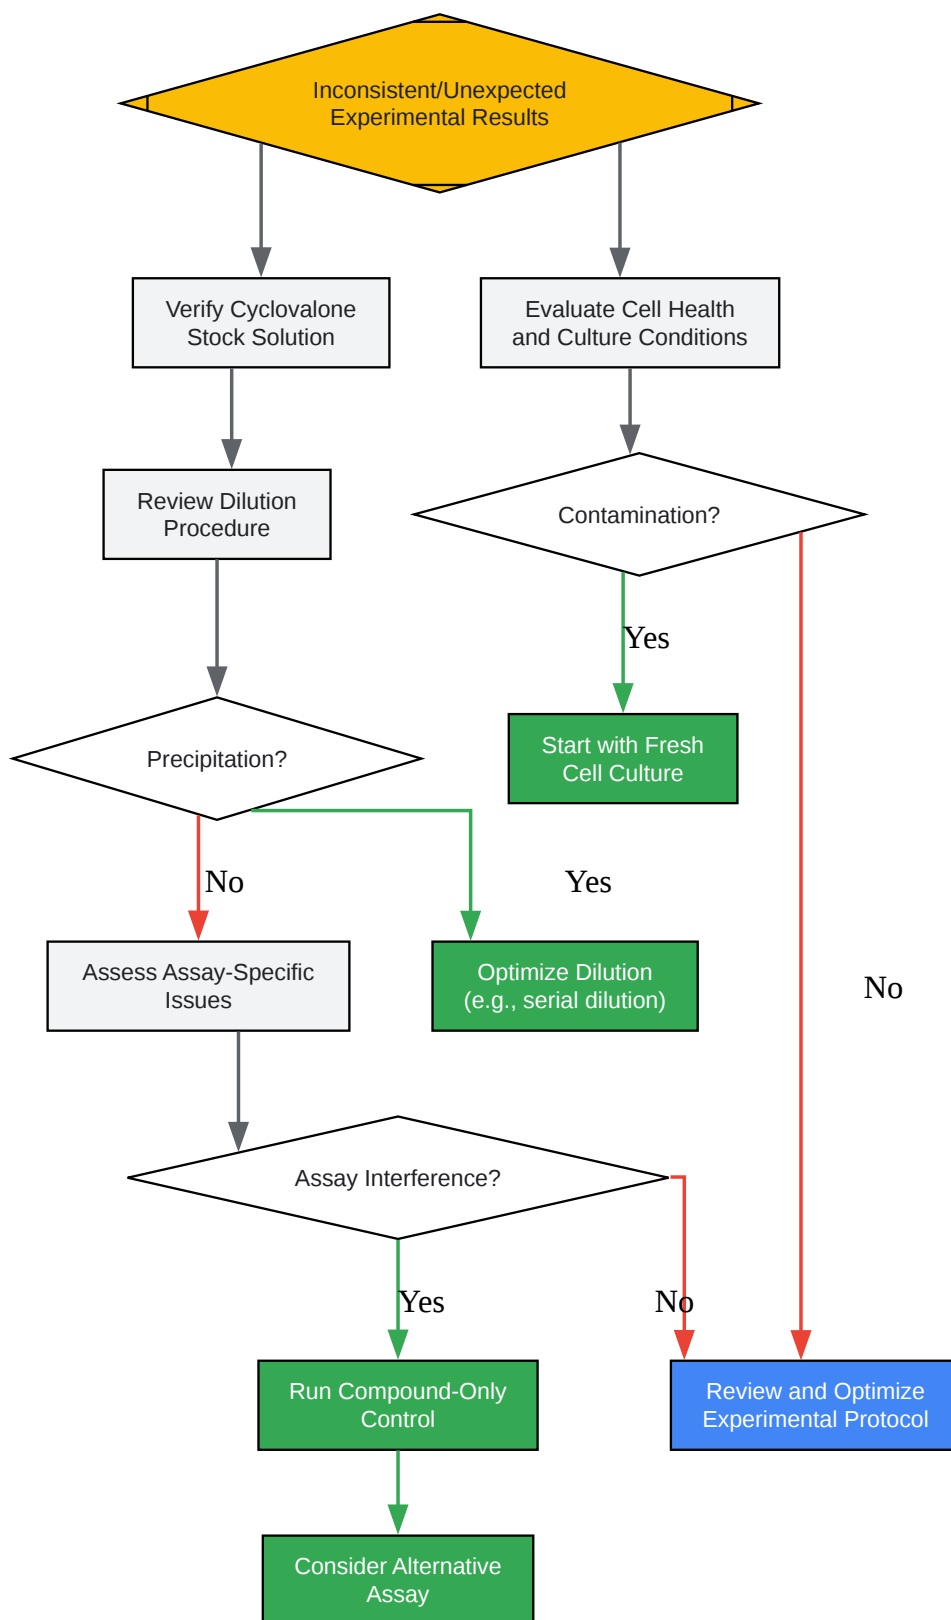 Inconsistent/Unexpected
Experimental Results
Verify Cyclovalone
Stock Solution
Evaluate Cell Health
and Culture Conditions
Review Dilution
Procedure
Contamination?
Yes
Start with Fresh
Cell Culture
Precipitation?
No
Yes
Assess Assay-Specific
Issues
Optimize Dilution
(e.g., serial dilution)
No
Assay Interference?
Yes
No
Run Compound-Only
Control
Review and Optimize
Experimental Protocol
Consider Alternative
Assay